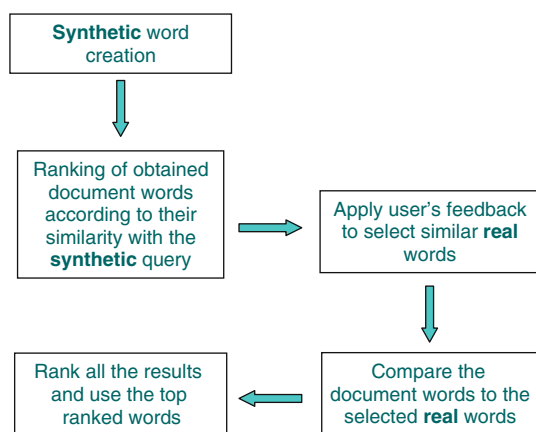 Synthetic word
creation
Ranking of obtained
document words
according to their
similarity with the
synthetic query
Apply user's feedback
to select similar real
words
Compare the
document words to the
selected real words
Rank all the results
and use the top
ranked words